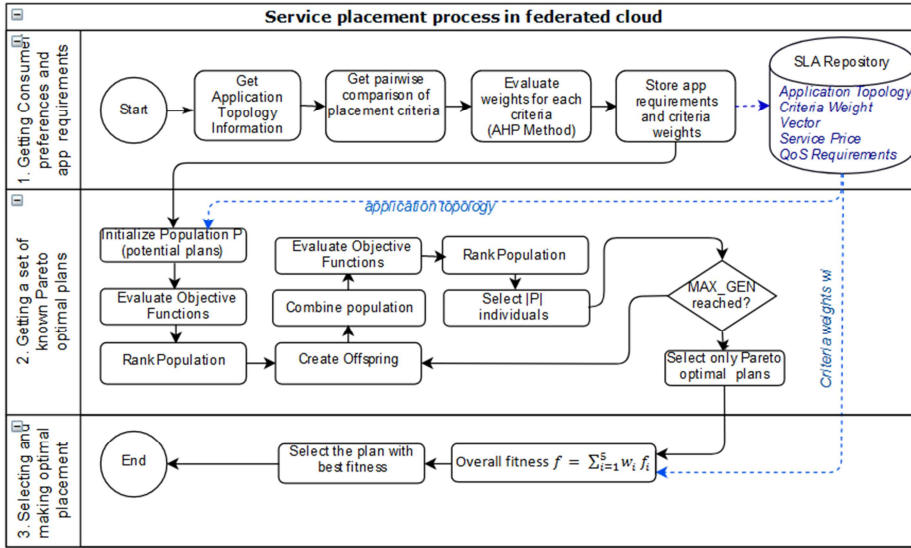 Service placement process in federated cloud
1. Getting Consumer
preferences and
app requirements
Start
Get
Application
Topology
Information
Get pairwise
comparison of
placement criteria
Evaluate
weights for each
criteria
(AHP Method)
Store app
requirements
and criteria
weights
SLA Repository
Application Topology
Criteria Weight
Vector
Service Price
QoS Requirements
2. Getting a set of
known Pareto
optimal plans
application topology
Initialize Population P
(potential plans)
Evaluate Objective
Functions
Rank Population
Evaluate Objective
Functions
Combine population
Create Offspring
Rank Population
Select |P|
individuals
MAX_GEN
reached?
Select only Pareto
optimal plans
Criteria weights wi
3. Selecting and
making optimal
placement
End
Select the plan with
best fitness
Overall fitness f = ∑⁵ᵢ₌₁ wᵢ fᵢ